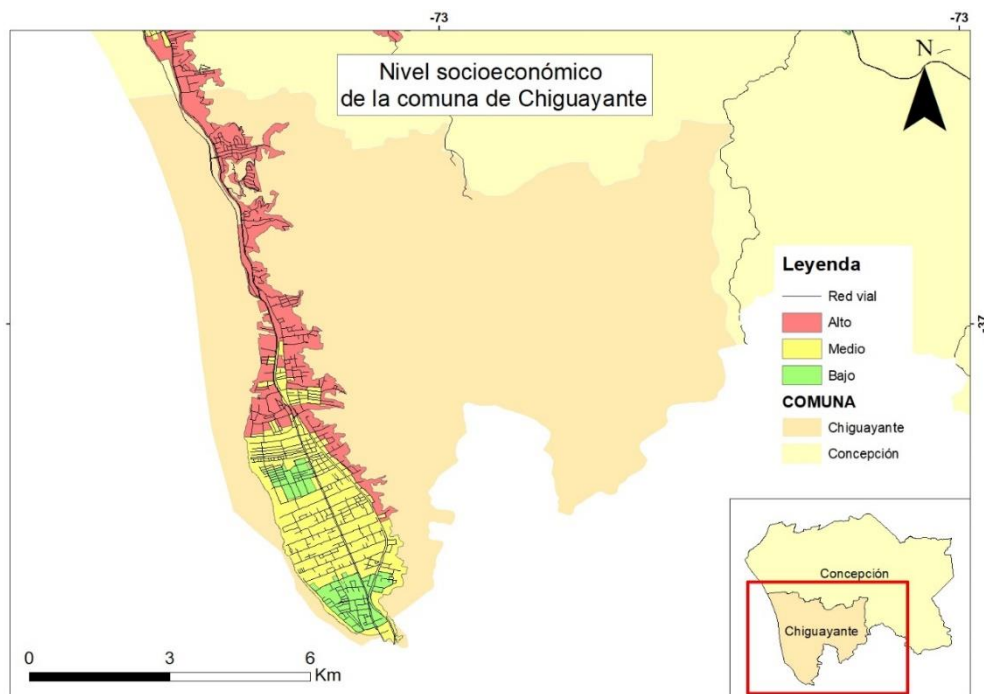 -73
-73
Nivel socioeconómico
de la comuna de Chiguayante
N
Leyenda
Red vial
Alto
Medio
Bajo
COMUNA
Chiguayante
Concepción
-37
Concepción
Chiguayante
0
3
6
Km